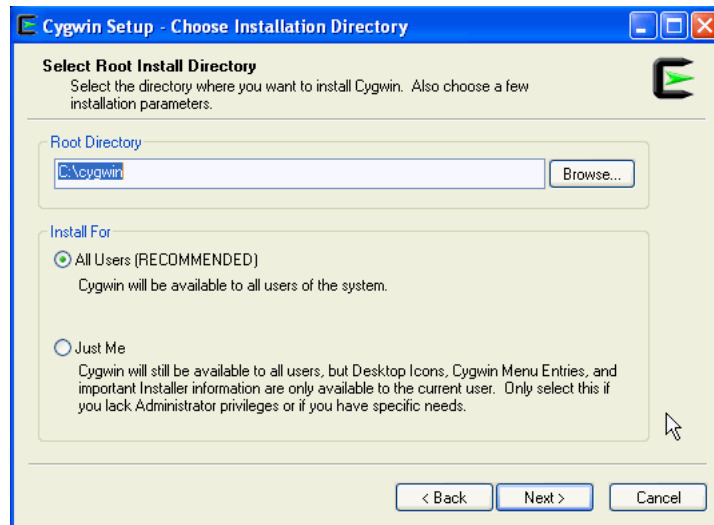 Cygwin Setup - Choose Installation Directory
Select Root Install Directory
Select the directory where you want to install Cygwin. Also choose a few
installation parameters.
Root Directory
C:\cygwin
Browse...
Install For
All Users (RECOMMENDED)
Cygwin will be available to all users of the system.
Just Me
Cygwin will still be available to all users, but Desktop Icons, Cygwin Menu Entries, and
important Installer information are only available to the current user. Only select this if
you lack Administrator privileges or if you have specific needs.
< Back
Next >
Cancel